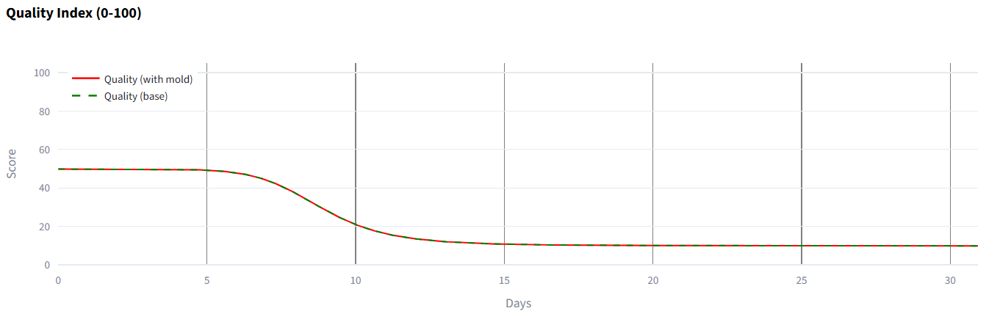 Quality Index (0-100)
Quality (with mold)
Quality (base)
100
80
60
40
20
0
Score
0 5 10 15 20 25 30
Days